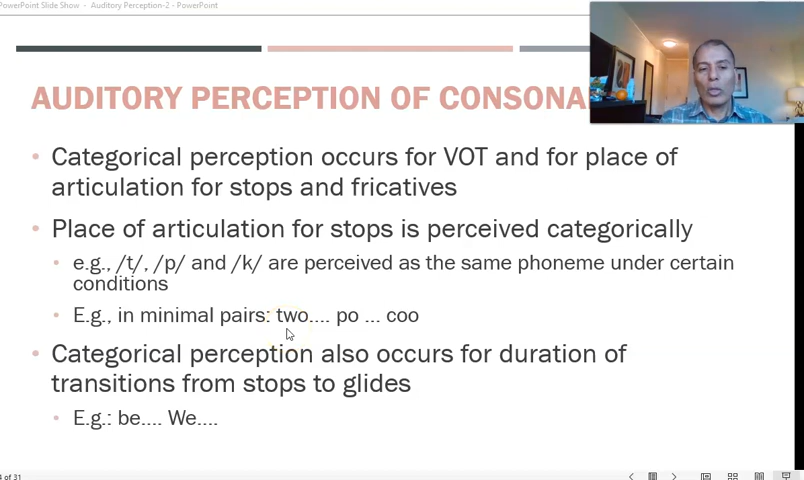 PowerPoint Slide Show - Auditory Perception-2 - PowerPoint
AUDITORY PERCEPTION OF CONSONA
• Categorical perception occurs for VOT and for place of
articulation for stops and fricatives
• Place of articulation for stops is perceived categorically
• e.g., /t/, /p/ and /k/ are perceived as the same phoneme under certain
conditions
• E.g., in minimal pairs: two.... po ... coo
• Categorical perception also occurs for duration of
transitions from stops to glides
• E.g.: be.... We....
4 of 31